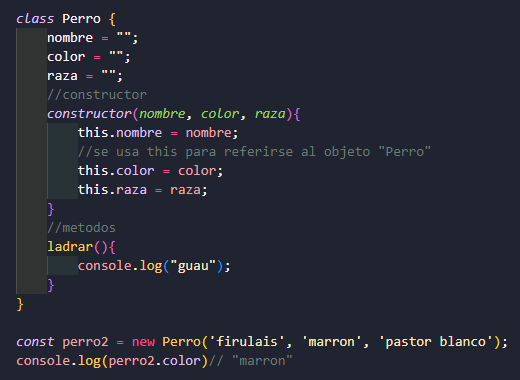 class Perro {
nombre = "";
color = "";
raza = "";
//constructor
constructor(nombre, color, raza){
this.nombre = nombre;
//se usa this para referirse al objeto "Perro"
this.color = color;
this.raza = raza;
}
//metodos
ladrar(){
console.log("guau");
}
}
const perro2 = new Perro('firulais', 'marron', 'pastor blanco');
console.log(perro2.color)// "marron"